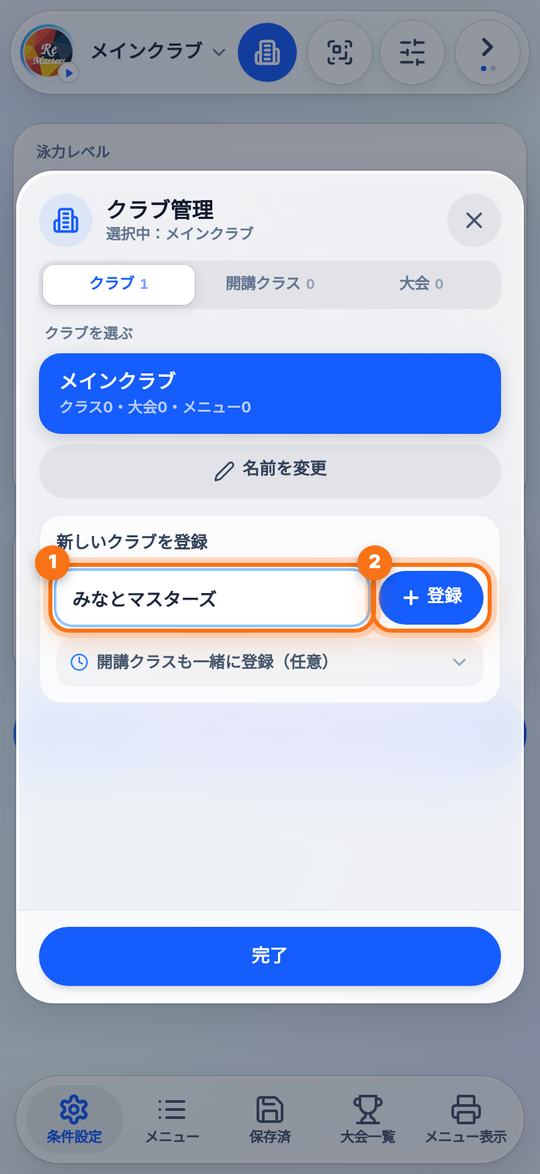 Re
Masters
メインクラブ
泳力レベル
クラブ管理
選択中：メインクラブ
クラブ 1
開講クラス 0
大会 0
クラブを選ぶ
メインクラブ
クラス0・大会0・メニュー0
名前を変更
新しいクラブを登録
1
2
みなとマスターズ
+ 登録
開講クラスも一緒に登録（任意）
完了
条件設定
メニュー
保存済
大会一覧
メニュー表示